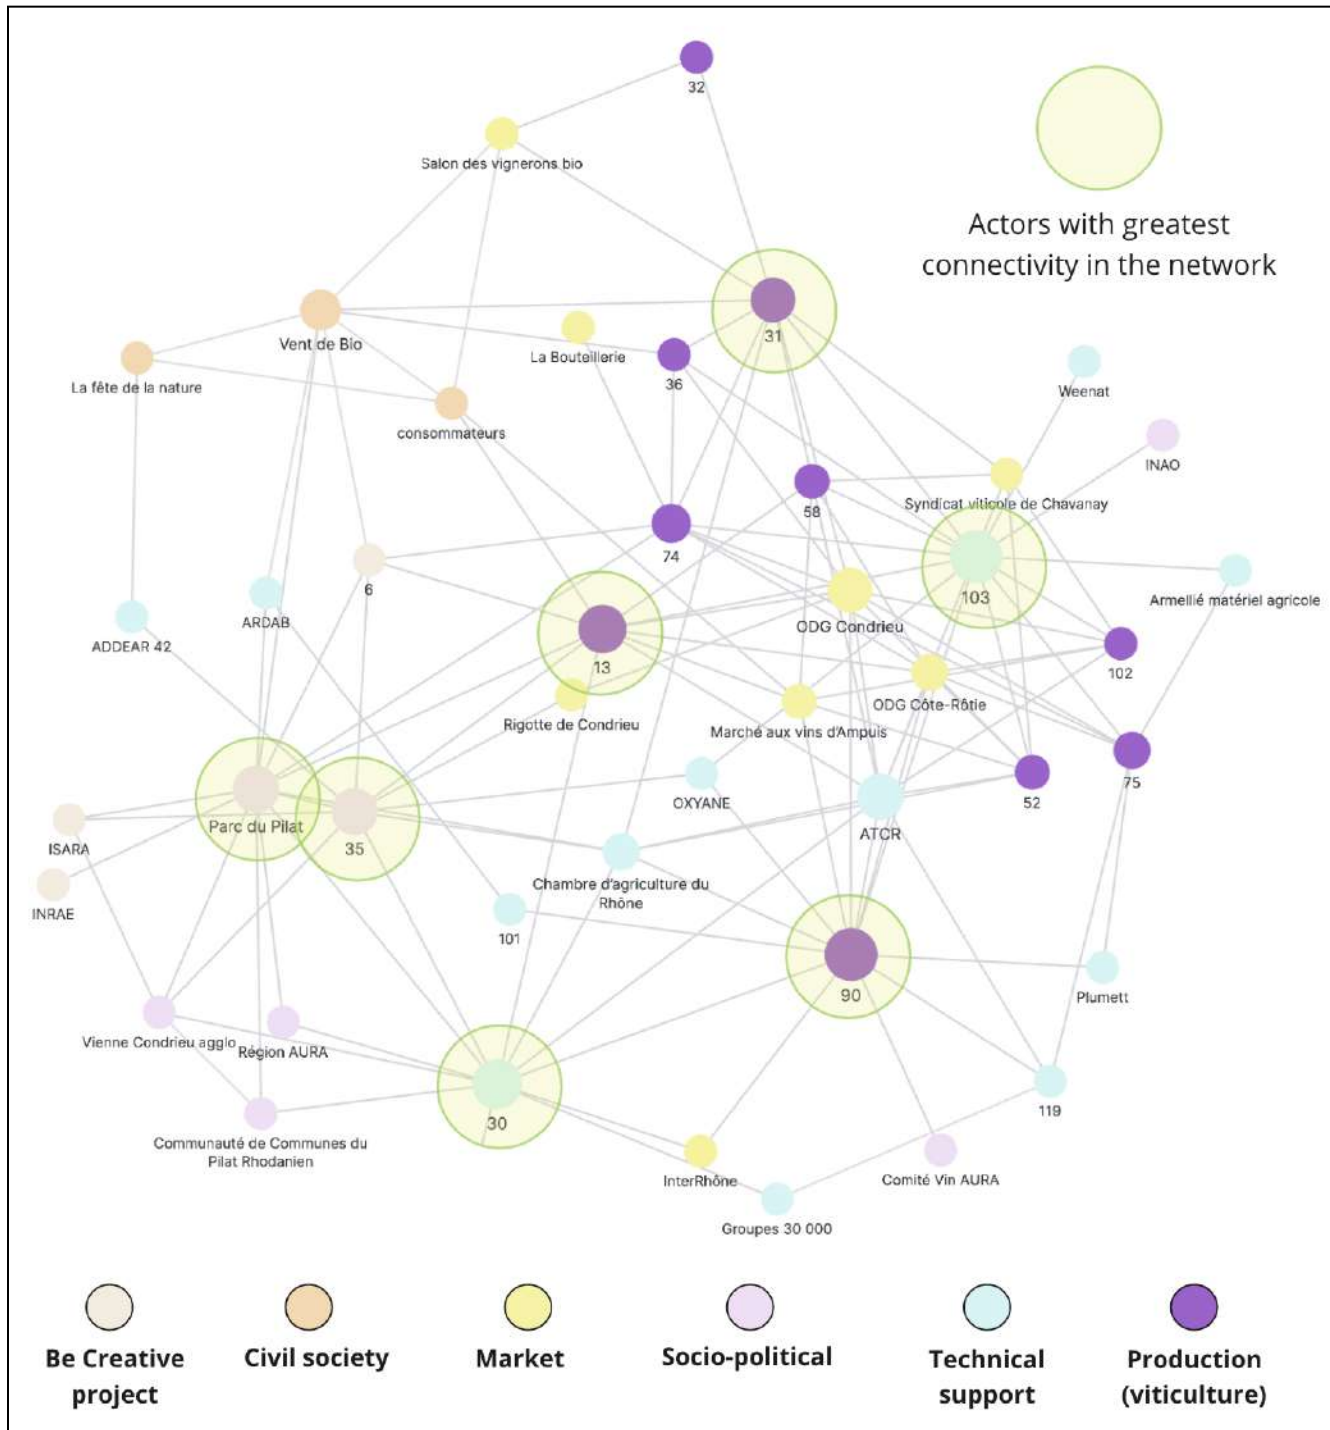 32
Salon des vignerons bio
Actors with greatest
connectivity in the network
Vent de Bio
31
La Bouteillerie
36
La fête de la nature
Weenat
consommateurs
INAO
Syndicat viticole de Chavanay
58
74
6
103
Armellié matériel agricole
ARDAB
ODG Condrieu
ADDEAR 42
13
102
ODG Côte-Rôtie
Rigotte de Condrieu
Marché aux vins d'Ampuis
75
OXYANE
52
Parc du Pilat
ATCR
35
ISARA
Chambre d'agriculture du
Rhône
INRAE
101
90
Plumett
Vienne Condrieu agglo
Région AURA
119
30
Communauté de Communes du
Pilat Rhodanien
InterRhône
Comité Vin AURA
Groupes 30 000
Be Creative
project
Civil society
Market
Socio-political
Technical
support
Production
(viticulture)